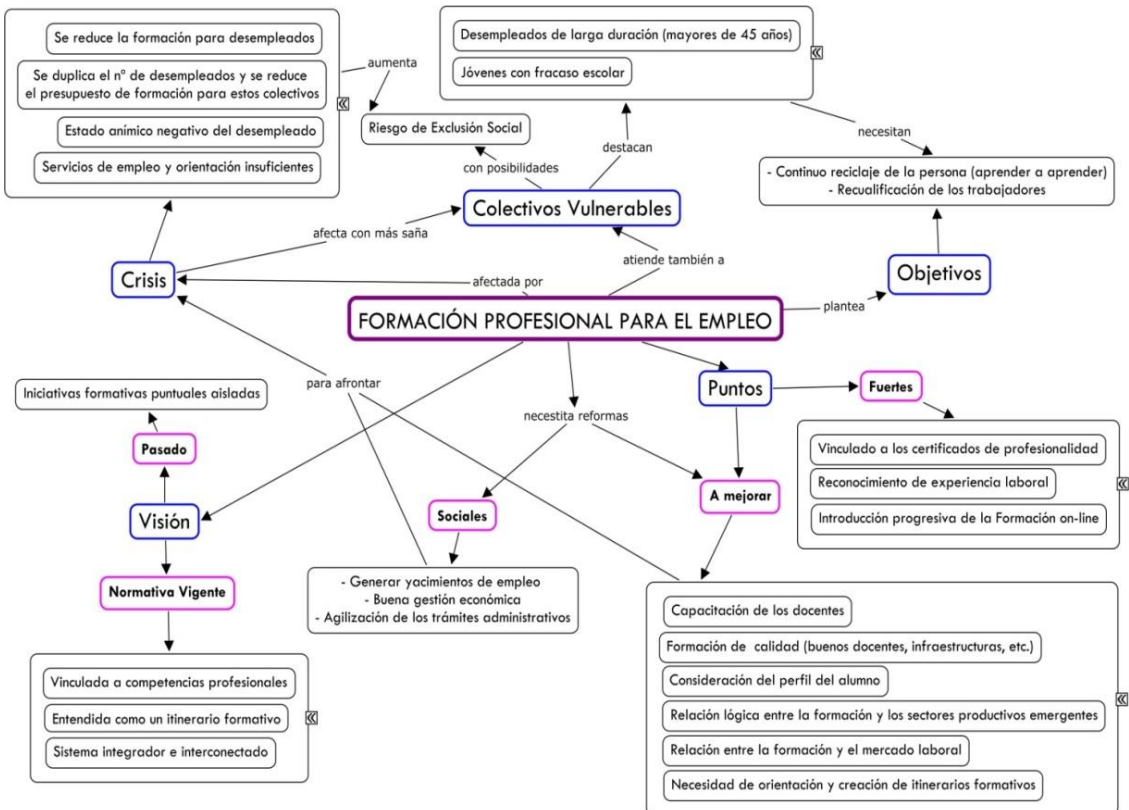 Se reduce la formación para desempleados
Se duplica el nº de desempleados y se reduce
el presupuesto de formación para estos colectivos
Estado anímico negativo del desempleado
Servicios de empleo y orientación insuficientes
aumenta
Riesgo de Exclusión Social
Desempleados de larga duración (mayores de 45 años)
Jóvenes con fracaso escolar
necesitan
destacan
con posibilidades
- Continuo reciclaje de la persona (aprender a aprender)
- Recualificación de los trabajadores
Colectivos Vulnerables
afecta con más saña
atiende también a
Crisis
afectada por
Objetivos
plantea
FORMACIÓN PROFESIONAL PARA EL EMPLEO
para afrontar
Iniciativas formativas puntuales aisladas
Pasado
Visión
Normativa Vigente
Vinculada a competencias profesionales
Entendida como un itinerario formativo
Sistema integrador e interconectado
necesita reformas
Sociales
- Generar yacimientos de empleo
- Buena gestión económica
- Agilización de los trámites administrativos
Puntos
Fuertes
Vinculado a los certificados de profesionalidad
Reconocimiento de experiencia laboral
Introducción progresiva de la Formación on-line
A mejorar
Capacitación de los docentes
Formación de calidad (buenos docentes, infraestructuras, etc.)
Consideración del perfil del alumno
Relación lógica entre la formación y los sectores productivos emergentes
Relación entre la formación y el mercado laboral
Necesidad de orientación y creación de itinerarios formativos